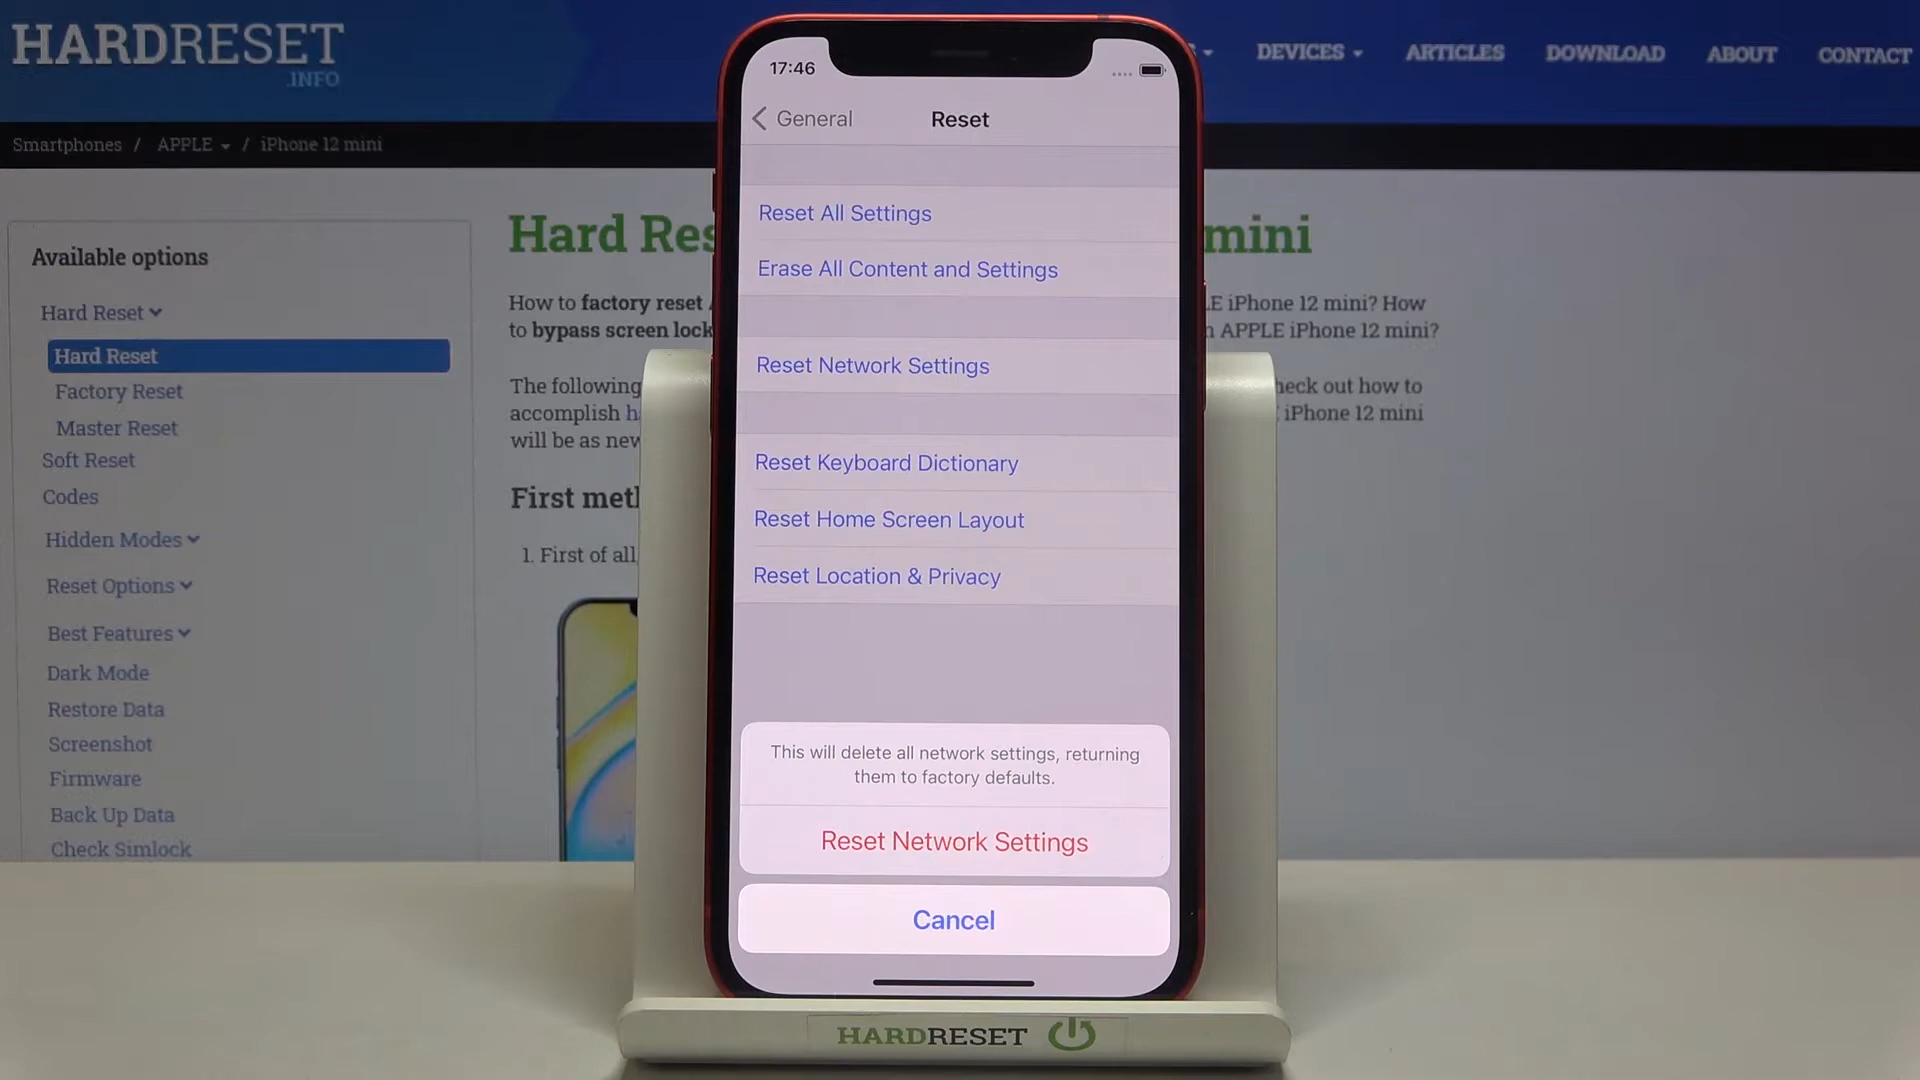 HARDRESET
.INFO
DEVICES
ARTICLES
DOWNLOAD
ABOUT
CONTACT
Smartphones / APPLE / iPhone 12 mini
Available options
Hard Reset
Hard Reset
Factory Reset
Master Reset
Soft Reset
Codes
Hidden Modes
Reset Options
Best Features
Dark Mode
Restore Data
Screenshot
Firmware
Back Up Data
Check Simlock
Hard Res
mini
How to factory reset
iPhone 12 mini? How
to bypass screen lock
APPLE iPhone 12 mini?
The following
check out how to
accomplish
iPhone 12 mini
will be as new
First
1. First of all
17:46
General
Reset
Reset All Settings
Erase All Content and Settings
Reset Network Settings
Reset Keyboard Dictionary
Reset Home Screen Layout
Reset Location & Privacy
This will delete all network settings, returning
them to factory defaults.
Reset Network Settings
Cancel
HARDRESET